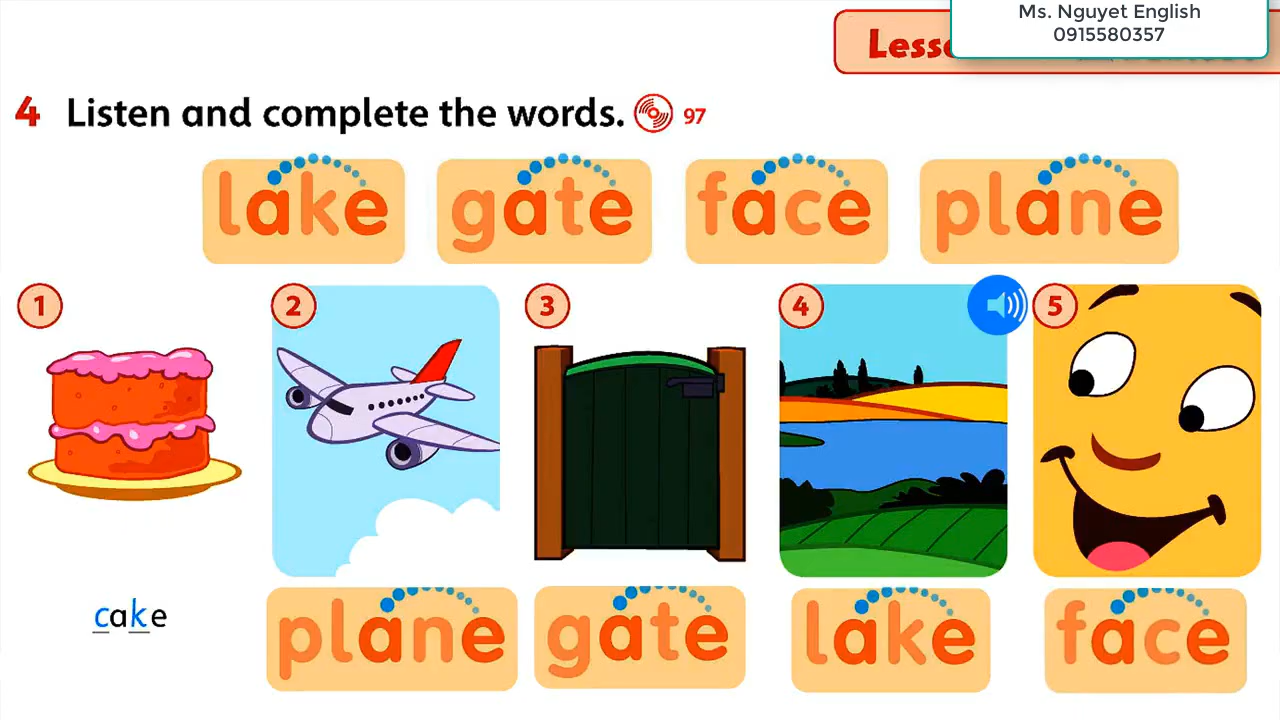 Ms. Nguyet English
0915580357
4 Listen and complete the words. 97
lake gate face plane
1 2 3 4 5
cake plane gate lake face